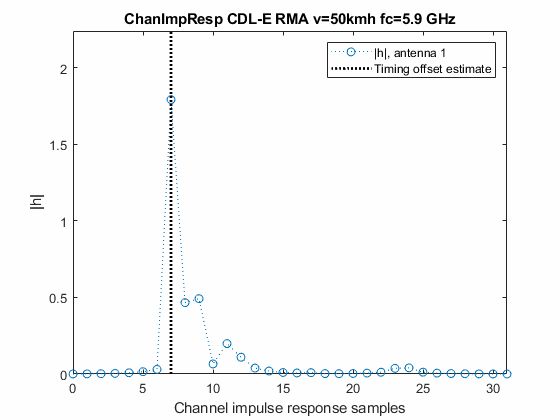 ChanImpResp CDL-E RMA v=50kmh fc=5.9 GHz
|h|, antenna 1
Timing offset estimate
2
1.5
1
0.5
0
|h|
0 5 10 15 20 25 30
Channel impulse response samples